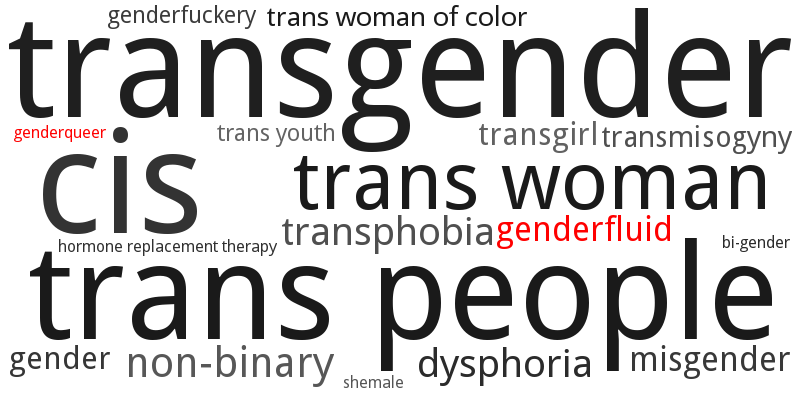 genderfuckery trans woman of color
transgender
genderqueer trans youth transgirl transmisogyny
cis trans woman
transphobia genderfluid
hormone replacement therapy bi-gender
trans people
gender non-binary dysphoria misgender
shemale